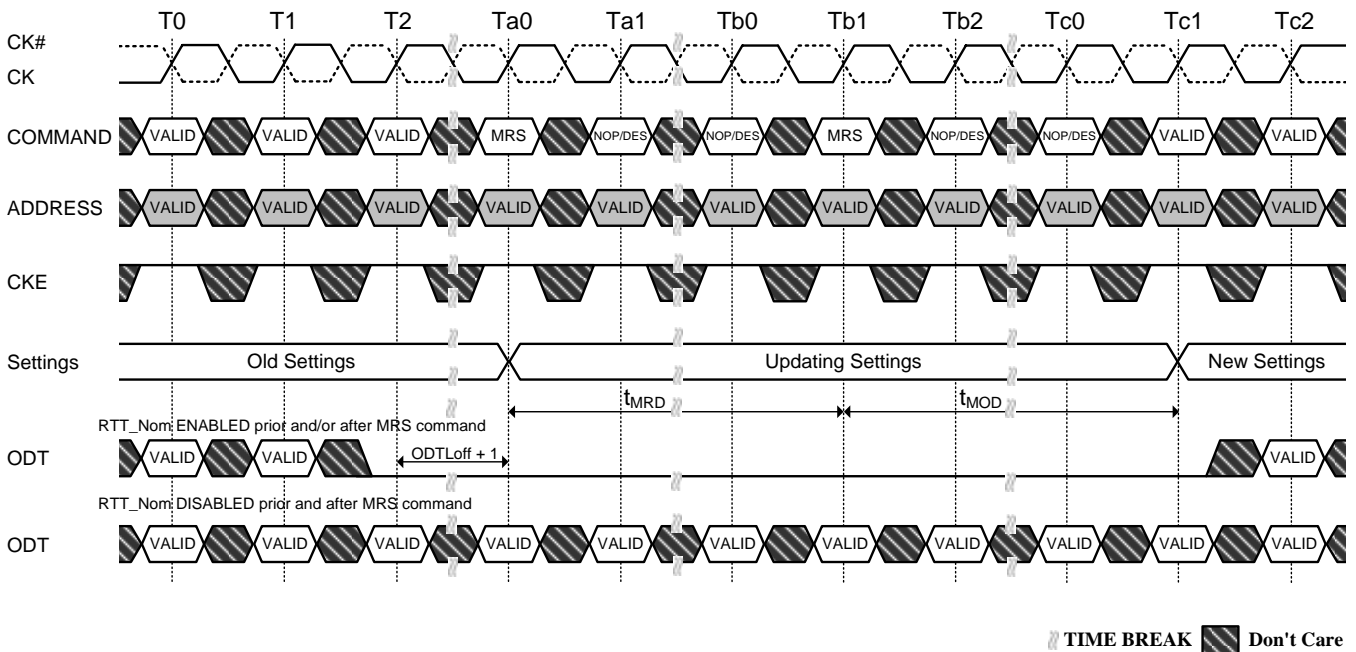 T0 T1 T2 Ta0 Ta1 Tb0 Tb1 Tb2 Tc0 Tc1 Tc2
CK#
CK
COMMAND VALID VALID VALID MRS NOP/DES NOP/DES MRS NOP/DES NOP/DES VALID VALID
ADDRESS VALID VALID VALID VALID VALID VALID VALID VALID VALID VALID VALID
CKE
Settings Old Settings Updating Settings New Settings
tMRD tMOD
RTT_Nom ENABLED prior and/or after MRS command
ODT VALID VALID ODTLoff + 1 VALID
RTT_Nom DISABLED prior and after MRS command
ODT VALID VALID VALID VALID VALID VALID VALID VALID VALID VALID VALID
TIME BREAK Don't Care